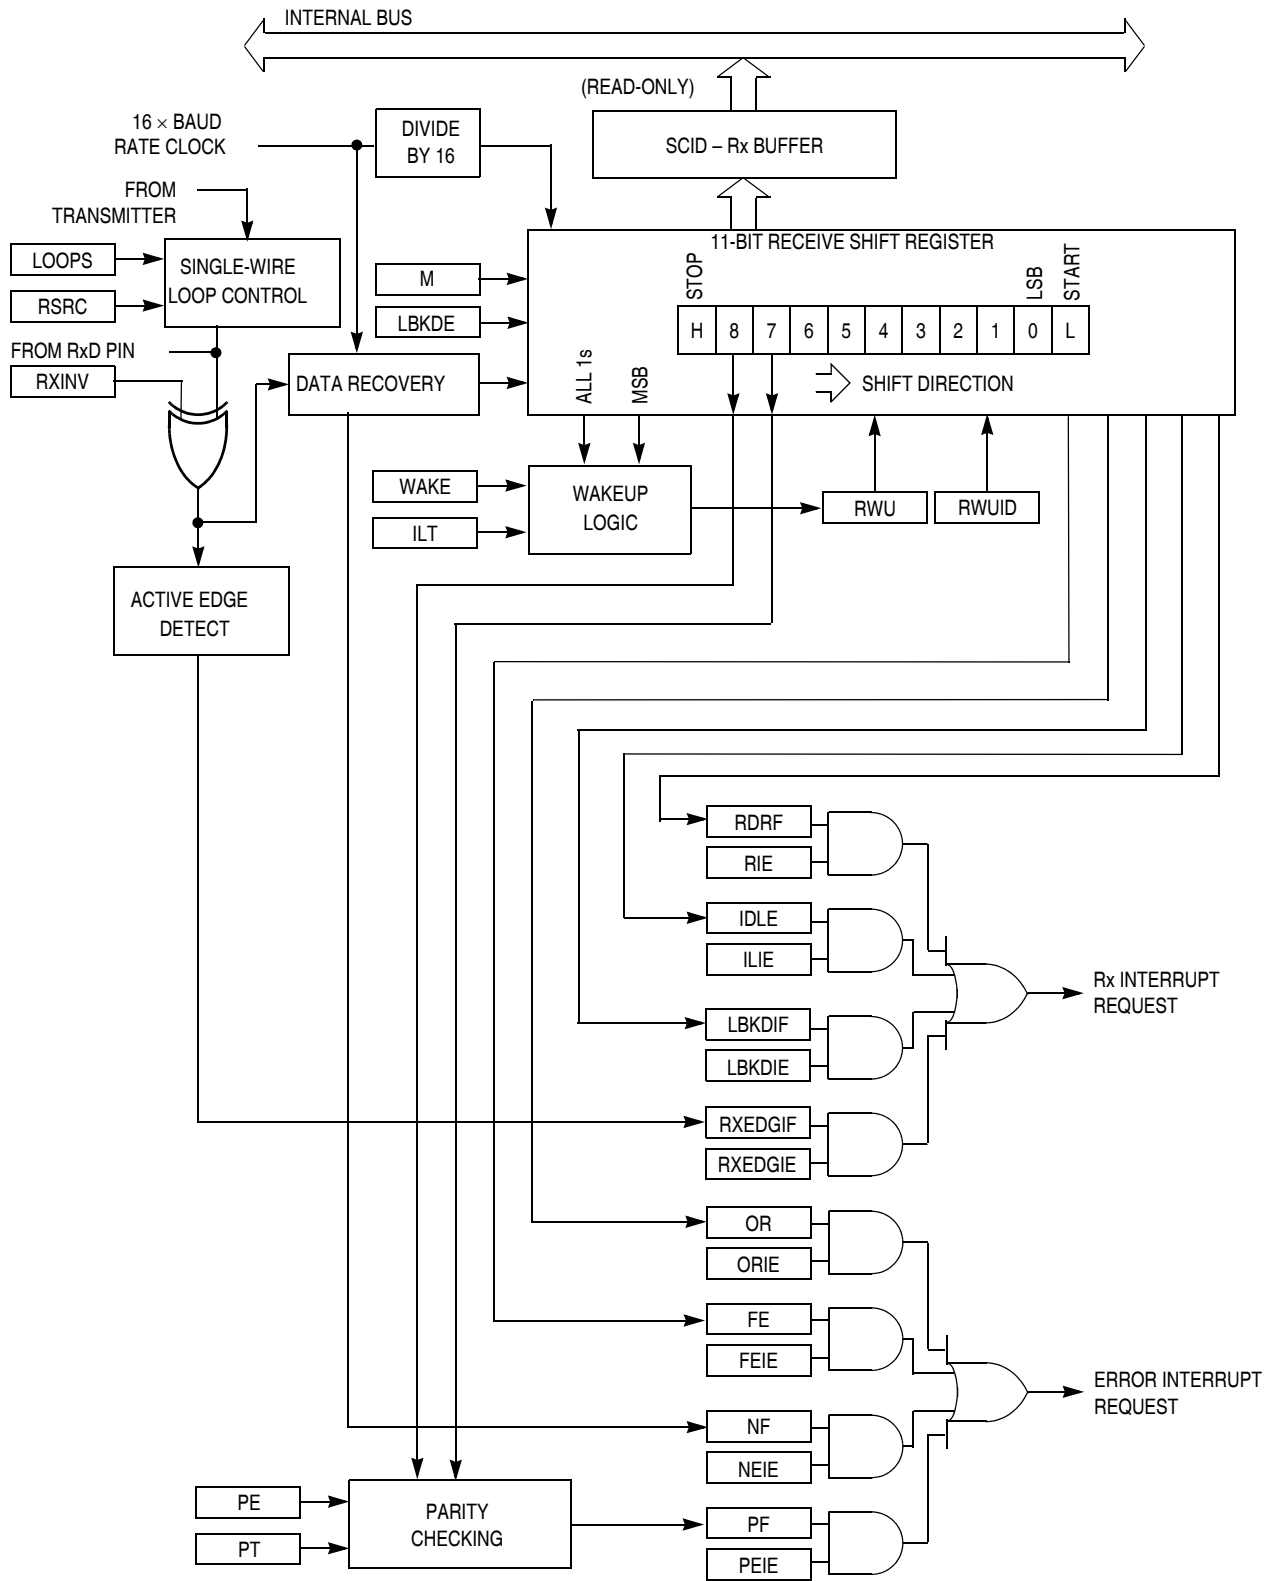 INTERNAL BUS
(READ-ONLY)
16 × BAUD
RATE CLOCK
DIVIDE
BY 16
SCID – Rx BUFFER
FROM
TRANSMITTER
11-BIT RECEIVE SHIFT REGISTER
LOOPS
SINGLE-WIRE
LOOP CONTROL
RSRC
M
LBKDE
STOP
LSB
START
H 8 7 6 5 4 3 2 1 0 L
FROM RxD PIN
RXINV
DATA RECOVERY
ALL 1s
MSB
SHIFT DIRECTION
WAKE
ILT
WAKEUP
LOGIC
RWU
RWUID
ACTIVE EDGE
DETECT
RDRF
RIE
IDLE
ILIE
Rx INTERRUPT
REQUEST
LBKDIF
LBKDIE
RXEDGIF
RXEDGIE
OR
ORIE
FE
FEIE
ERROR INTERRUPT
REQUEST
NF
NEIE
PE
PT
PARITY
CHECKING
PF
PEIE